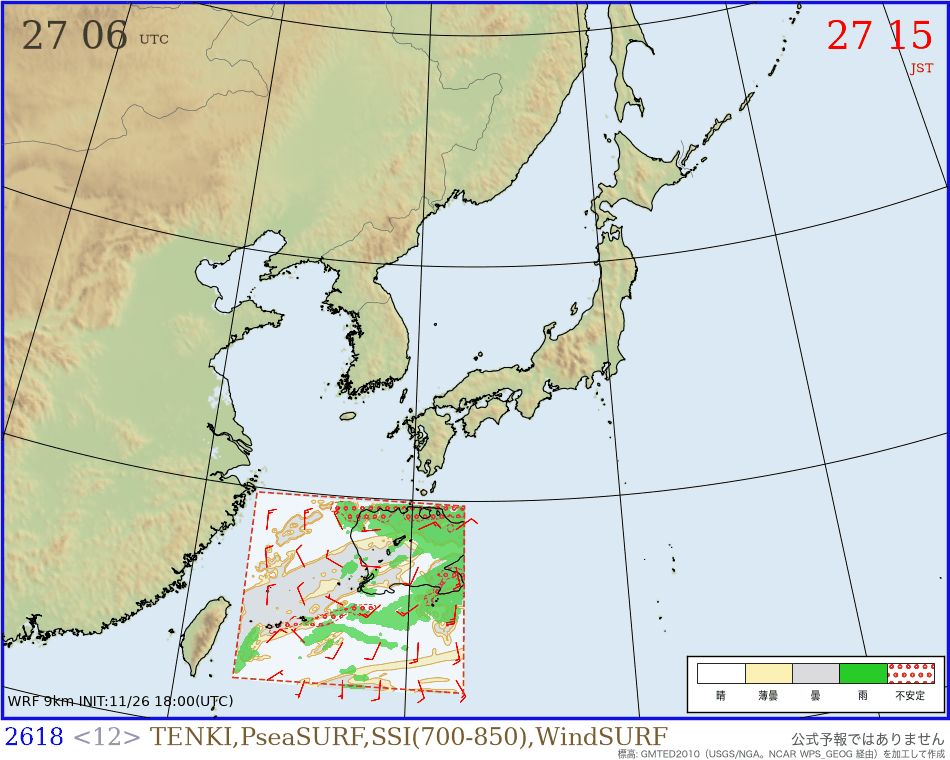 27 06 UTC
27 15
JST
晴 薄曇 曇 雨 不安定
WRF 9km INIT:11/26 18:00(UTC)
2618 <12> TENKI,PseaSURF,SSI(700-850),WindSURF
公式予報ではありません
標高: GMTED2010（USGS/NGA。NCAR WPS_GEOG 経由）を加工して作成